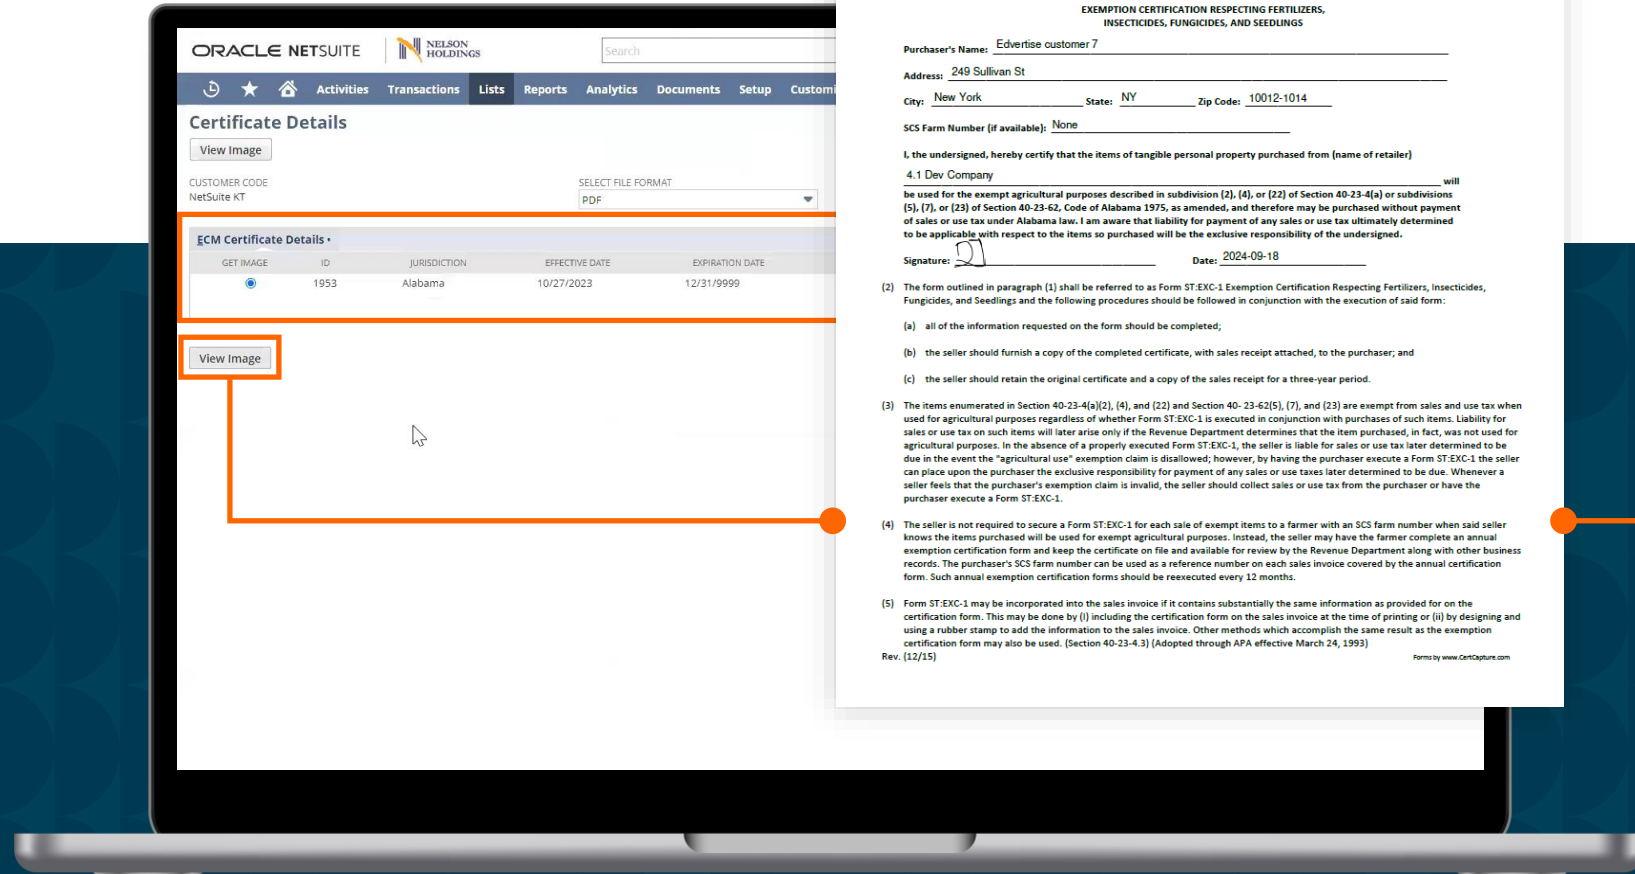 ORACLE NETSUITE
NELSON
HOLDINGS
Search
Activities Transactions Lists Reports Analytics Documents Setup Customi
Certificate Details
View Image
CUSTOMER CODE
NetSuite KT
SELECT FILE FORMAT
PDF
ECM Certificate Details •
GET IMAGE ID JURISDICTION EFFECTIVE DATE EXPIRATION DATE
1953 Alabama 10/27/2023 12/31/9999
View Image
EXEMPTION CERTIFICATION RESPECTING FERTILIZERS,
INSECTICIDES, FUNGICIDES, AND SEEDLINGS
Purchaser's Name: Edvertise customer 7
Address: 249 Sullivan St
City: New York State: NY Zip Code: 10012-1014
SCS Farm Number (if available): None
I, the undersigned, hereby certify that the items of tangible personal property purchased from (name of retailer)
4.1 Dev Company will
be used for the exempt agricultural purposes described in subdivision (2), (4), or (22) of Section 40-23-4(a) or subdivisions
(5), (7), or (23) of Section 40-23-62, Code of Alabama 1975, as amended, and therefore may be purchased without payment
of sales or use tax under Alabama law. I am aware that liability for payment of any sales or use tax ultimately determined
to be applicable with respect to the items so purchased will be the exclusive responsibility of the undersigned.
Signature: Date: 2024-09-18
(2) The form outlined in paragraph (1) shall be referred to as Form ST:EXC-1 Exemption Certification Respecting Fertilizers, Insecticides,
Fungicides, and Seedlings and the following procedures should be followed in conjunction with the execution of said form:
(a) all of the information requested on the form should be completed;
(b) the seller should furnish a copy of the completed certificate, with sales receipt attached, to the purchaser; and
(c) the seller should retain the original certificate and a copy of the sales receipt for a three-year period.
(3) The items enumerated in Section 40-23-4(a)(2), (4), and (22) and Section 40- 23-62(5), (7), and (23) are exempt from sales and use tax when
used for agricultural purposes regardless of whether Form ST:EXC-1 is executed in conjunction with purchases of such items. Liability for
sales or use tax on such items will later arise only if the Revenue Department determines that the item purchased, in fact, was not used for
agricultural purposes. In the absence of a properly executed Form ST:EXC-1, the seller is liable for sales or use tax later determined to be
due in the event the "agricultural use" exemption claim is disallowed; however, by having the purchaser execute a Form ST:EXC-1 the seller
can place upon the purchaser the exclusive responsibility for payment of any sales or use taxes later determined to be due. Whenever a
seller feels that the purchaser's exemption claim is invalid, the seller should collect sales or use tax from the purchaser or have the
purchaser execute a Form ST:EXC-1.
(4) The seller is not required to secure a Form ST:EXC-1 for each sale of exempt items to a farmer with an SCS farm number when said seller
knows the items purchased will be used for exempt agricultural purposes. Instead, the seller may have the farmer complete an annual
exemption certification form and keep the certificate on file and available for review by the Revenue Department along with other business
records. The purchaser's SCS farm number can be used as a reference number on each sales invoice covered by the annual certification
form. Such annual exemption certification forms should be reexecuted every 12 months.
(5) Form ST:EXC-1 may be incorporated into the sales invoice if it contains substantially the same information as provided for on the
certification form. This may be done by (I) including the certification form on the sales invoice at the time of printing or (ii) by designing and
using a rubber stamp to add the information to the sales invoice. Other methods which accomplish the same result as the exemption
certification form may also be used. (Section 40-23-4.3) (Adopted through APA effective March 24, 1993)
Rev. (12/15)
Forms by www.CertCapture.com